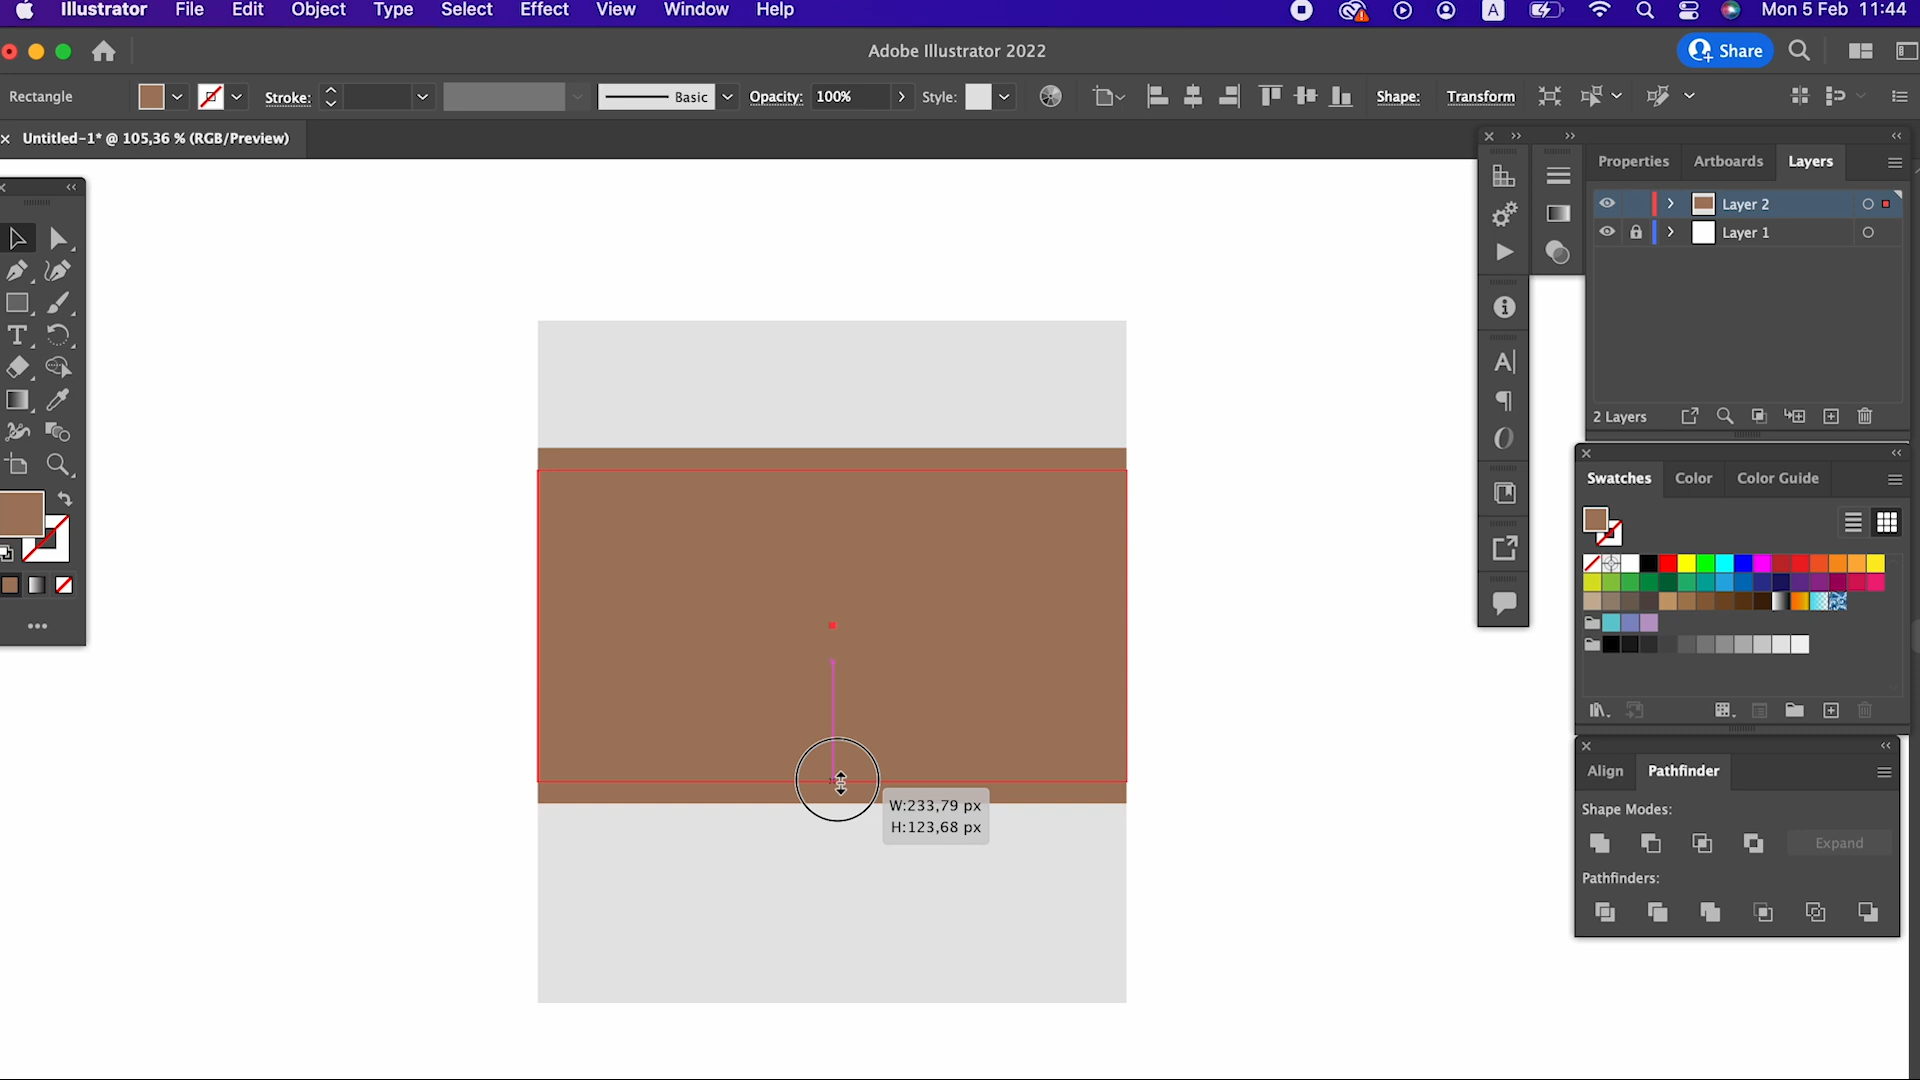 Illustrator File Edit Object Type Select Effect View Window Help A Mon 5 Feb 11:44
Adobe Illustrator 2022
Share
Rectangle Stroke: Basic Opacity: 100% Style: Shape: Transform
Untitled-1* @ 105,36 % (RGB/Preview)
Properties Artboards Layers
Layer 2
Layer 1
2 Layers
Swatches Color Color Guide
W:233,79 px
H:123,68 px
Align Pathfinder
Shape Modes:
Expand
Pathfinders: